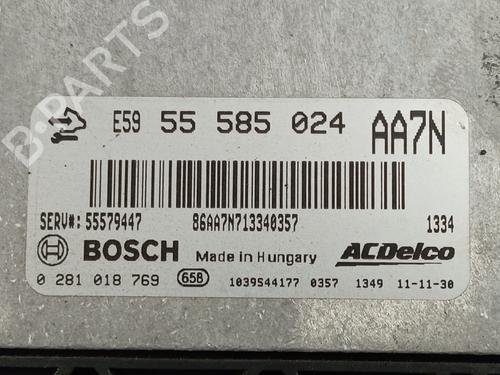 B-PARTS
E59 55 585 024 AA7N
SERV#: 55579447 86AA7N713340357 1334
BOSCH Made in Hungary ACDelco
0 281 018 769 658 1039S44177 0357 1349 11-11-30